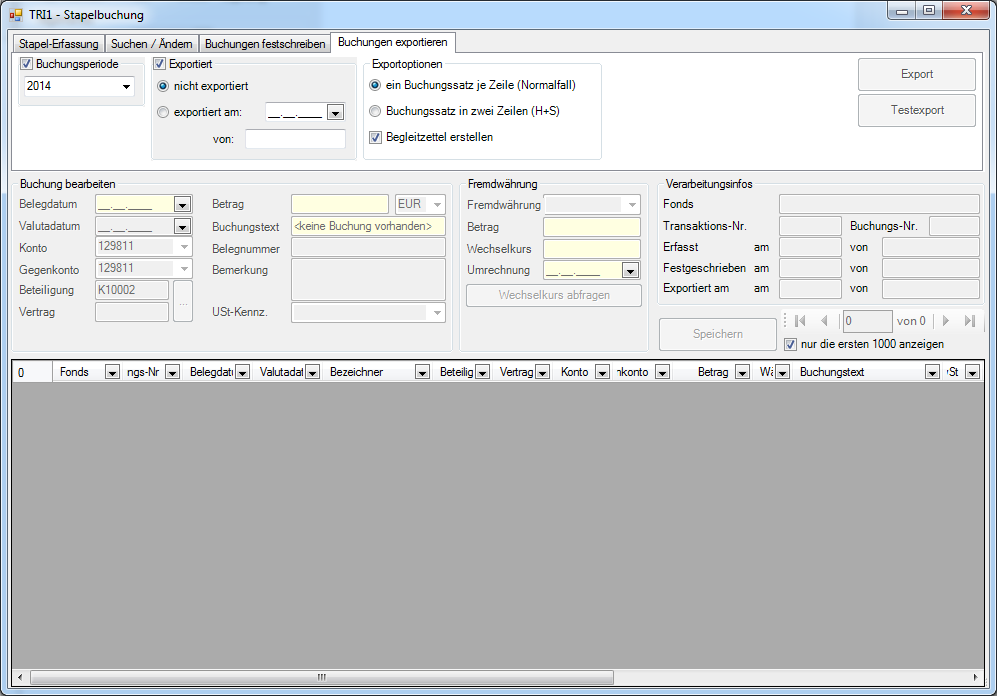 TRI1 - Stapelbuchung
Stapel-Erfassung Suchen / Ändern Buchungen festschreiben Buchungen exportieren
Buchungsperiode
2014
Exportiert
nicht exportiert
exportiert am: __.__.____
von:
Exportoptionen
ein Buchungssatz je Zeile (Normalfall)
Buchungssatz in zwei Zeilen (H+S)
Begleitzettel erstellen
Export
Testexport
Buchung bearbeiten
Belegdatum __.__.____
Valutadatum __.__.____
Konto 129811
Gegenkonto 129811
Beteiligung K10002
Vertrag
...
Betrag EUR
Buchungstext <keine Buchung vorhanden>
Belegnummer
Bemerkung
USt-Kennz.
Fremdwährung
Fremdwährung
Betrag
Wechselkurs
Umrechnung __.__.____
Wechselkurs abfragen
Verarbeitungsinfos
Fonds
Transaktions-Nr. Buchungs-Nr.
Erfasst am von
Festgeschrieben am von
Exportiert am am von
Speichern
0 von 0
nur die ersten 1000 anzeigen
0 Fonds ngs-Nr Belegdatu Valutadat Bezeichner Beteilig Vertrag Konto nkonto Betrag Wä Buchungstext St